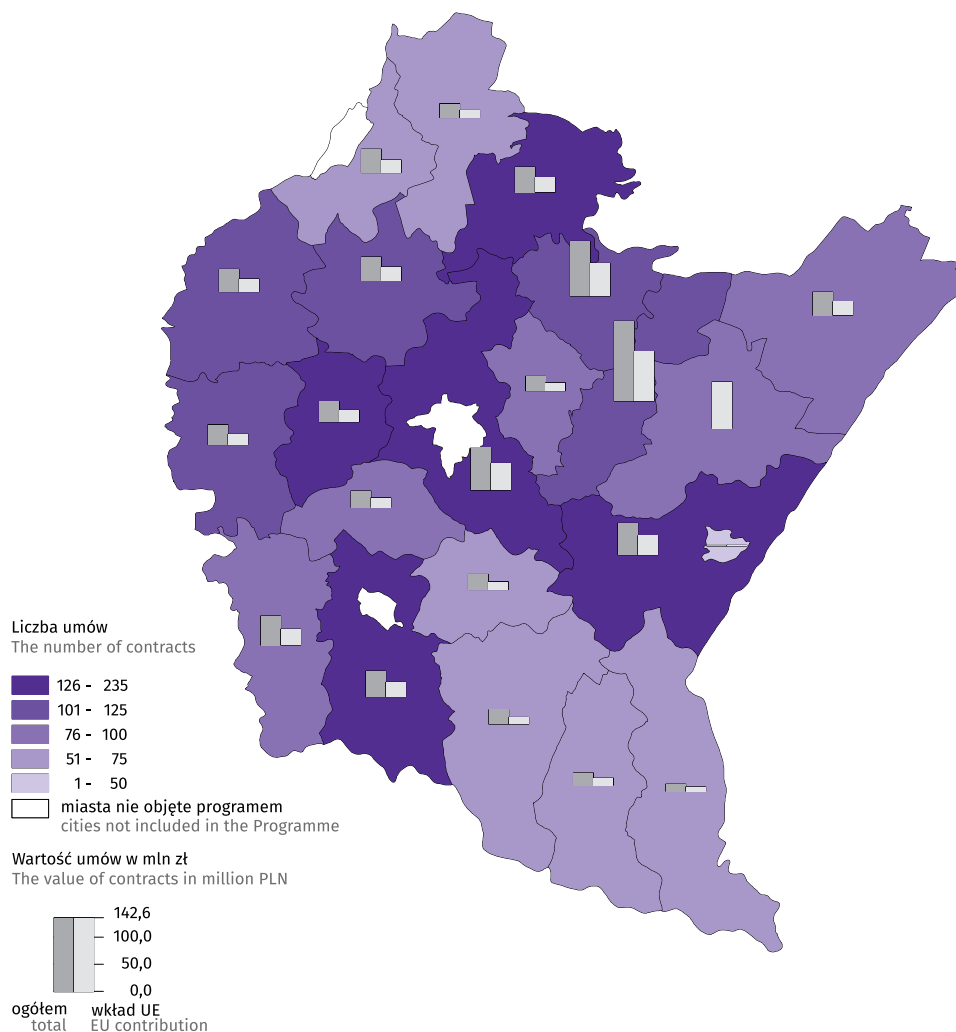 Liczba umów
The number of contracts
126 - 235
101 - 125
76 - 100
51 - 75
1 - 50
miasta nie objęte programem
cities not included in the Programme
Wartość umów w mln zł
The value of contracts in million PLN
142,6
100,0
50,0
0,0
ogółem wkład UE
total EU contribution